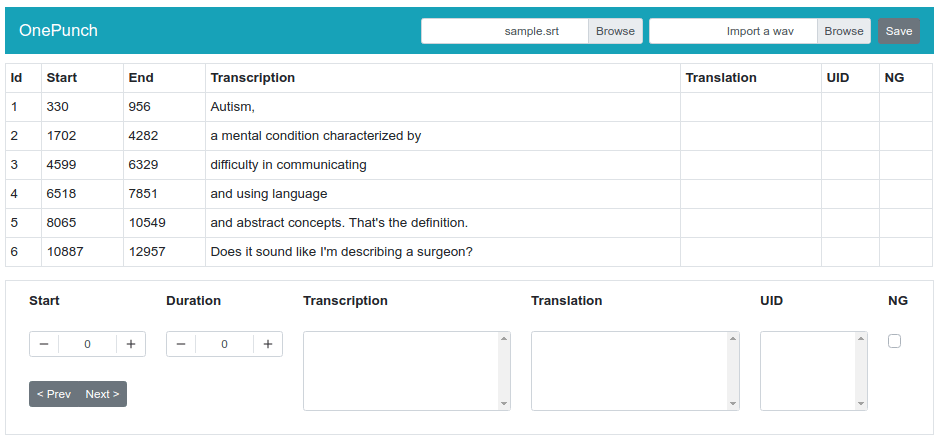 OnePunch sample.srt Browse Import a wav Browse Save
Id Start End Transcription Translation UID NG
1 330 956 Autism,
2 1702 4282 a mental condition characterized by
3 4599 6329 difficulty in communicating
4 6518 7851 and using language
5 8065 10549 and abstract concepts. That's the definition.
6 10887 12957 Does it sound like I'm describing a surgeon?
Start Duration Transcription Translation UID NG
− 0 + − 0 +
< Prev Next >